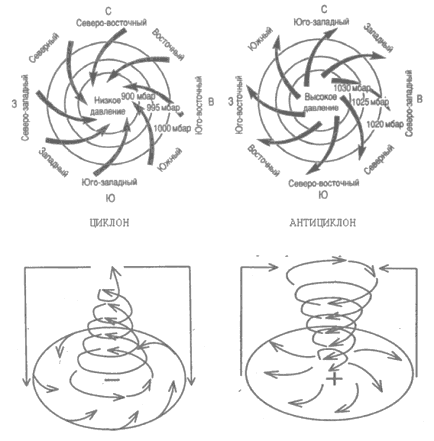 С
Северо-восточный
Северный
Восточный
Северо-западный
З
Низкое
давление
900 мбар
995 мбар
1000 мбар
В
Юго-восточный
Западный
Южный
Юго-западный
Ю
ЦИКЛОН
С
Юго-западный
Южный
Западный
Юго-восточный
З
Высокое
давление
1030 мбар
1025 мбар
1020 мбар
В
Северо-западный
Восточный
Северный
Северо-восточный
Ю
АНТИЦИКЛОН
−
+